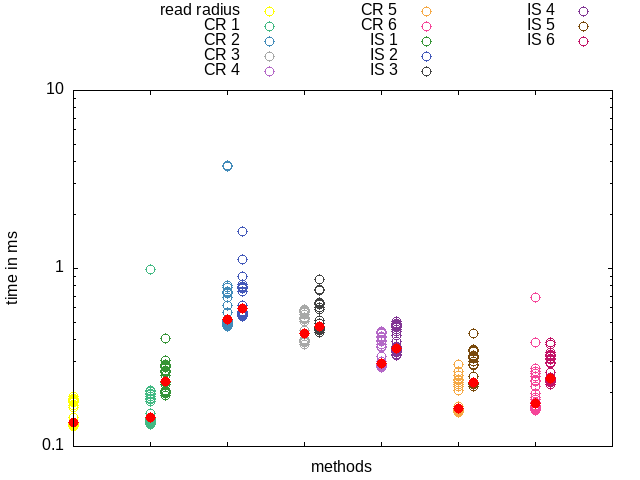 read radius
CR 1
CR 2
CR 3
CR 4
CR 5
CR 6
IS 1
IS 2
IS 3
IS 4
IS 5
IS 6
10
1
0.1
time in ms
methods